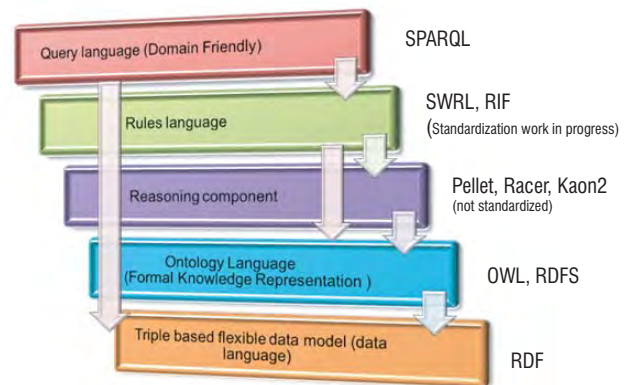 Query language (Domain Friendly)
SPARQL
Rules language
SWRL, RIF
(Standardization work in progress)
Reasoning component
Pellet, Racer, Kaon2
(not standardized)
Ontology Language
(Formal Knowledge Representation )
OWL, RDFS
Triple based flexible data model (data
language)
RDF